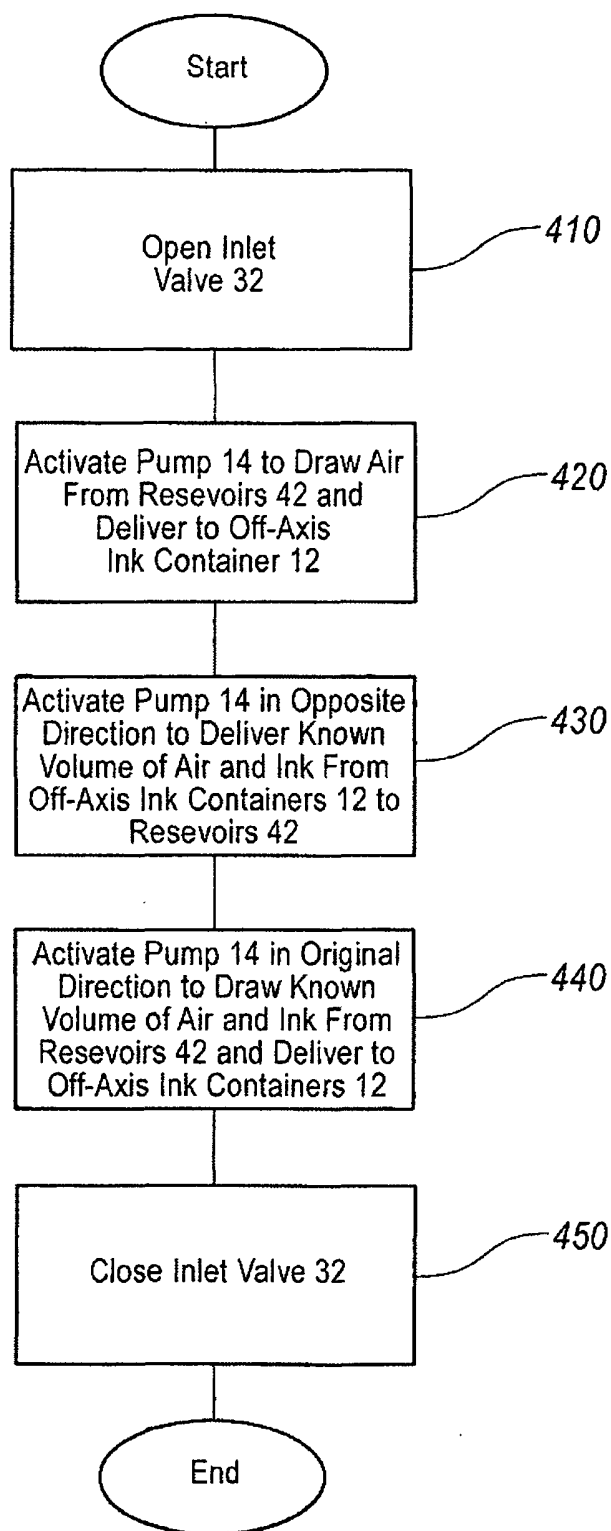 Start
Open Inlet
Valve 32
410
Activate Pump 14 to Draw Air
From Resevoirs 42 and
Deliver to Off-Axis
Ink Container 12
420
Activate Pump 14 in Opposite
Direction to Deliver Known
Volume of Air and Ink From
Off-Axis Ink Containers 12 to
Resevoirs 42
430
Activate Pump 14 in Original
Direction to Draw Known
Volume of Air and Ink From
Resevoirs 42 and Deliver to
Off-Axis Ink Containers 12
440
Close Inlet Valve 32
450
End